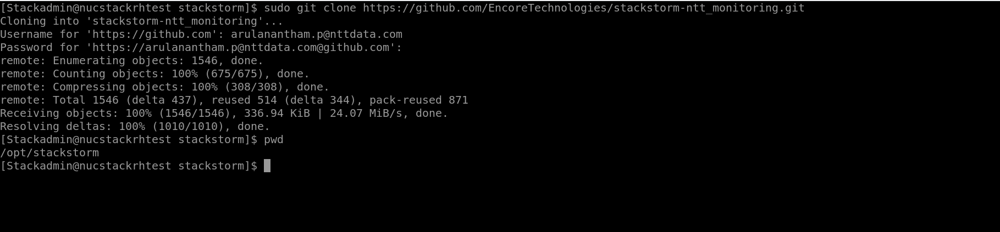 [Stackadmin@nucstackrhtest stackstorm]$ sudo git clone https://github.com/EncoreTechnologies/stackstorm-ntt_monitoring.git
Cloning into 'stackstorm-ntt_monitoring'...
Username for 'https://github.com': arulanantham.p@nttdata.com
Password for 'https://arulanantham.p@nttdata.com@github.com':
remote: Enumerating objects: 1546, done.
remote: Counting objects: 100% (675/675), done.
remote: Compressing objects: 100% (308/308), done.
remote: Total 1546 (delta 437), reused 514 (delta 344), pack-reused 871
Receiving objects: 100% (1546/1546), 336.94 KiB | 24.07 MiB/s, done.
Resolving deltas: 100% (1010/1010), done.
[Stackadmin@nucstackrhtest stackstorm]$ pwd
/opt/stackstorm
[Stackadmin@nucstackrhtest stackstorm]$